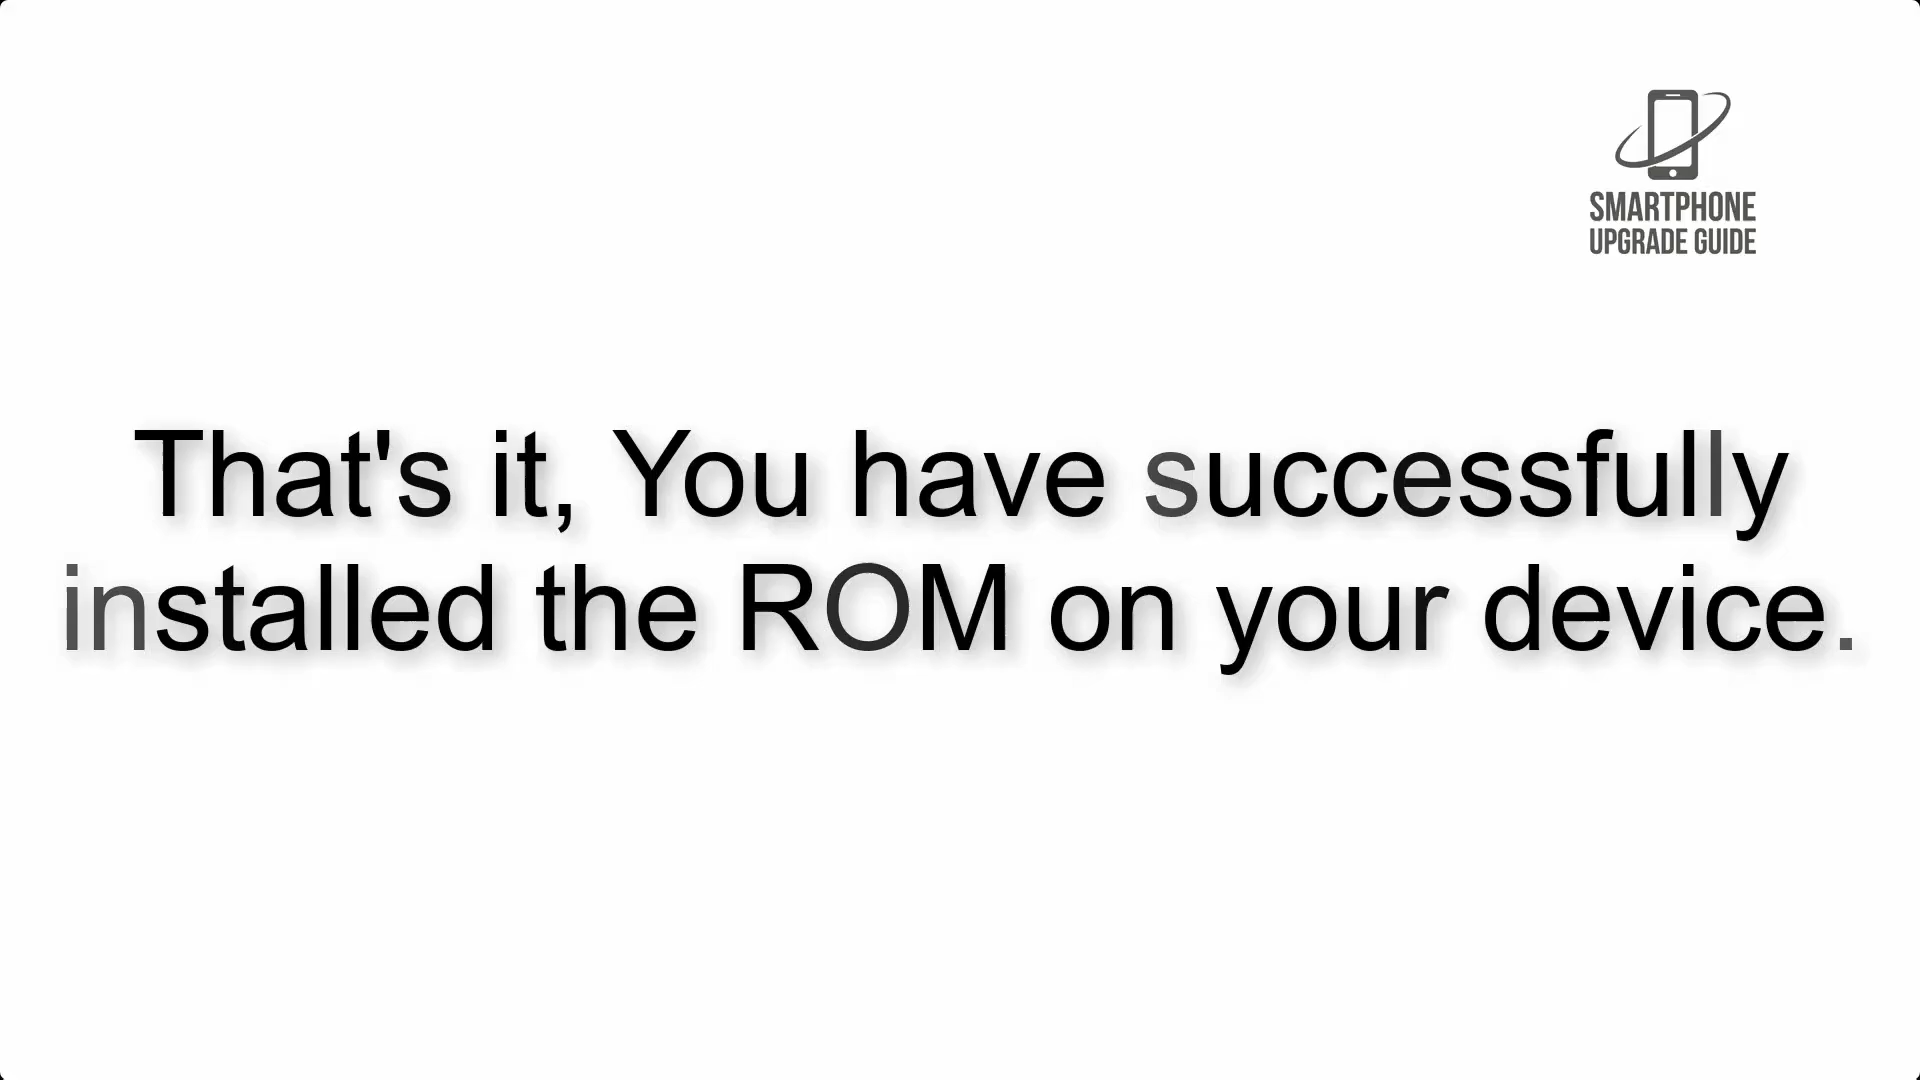 SMARTPHONE
UPGRADE GUIDE
That's it, You have successfully
installed the ROM on your device.